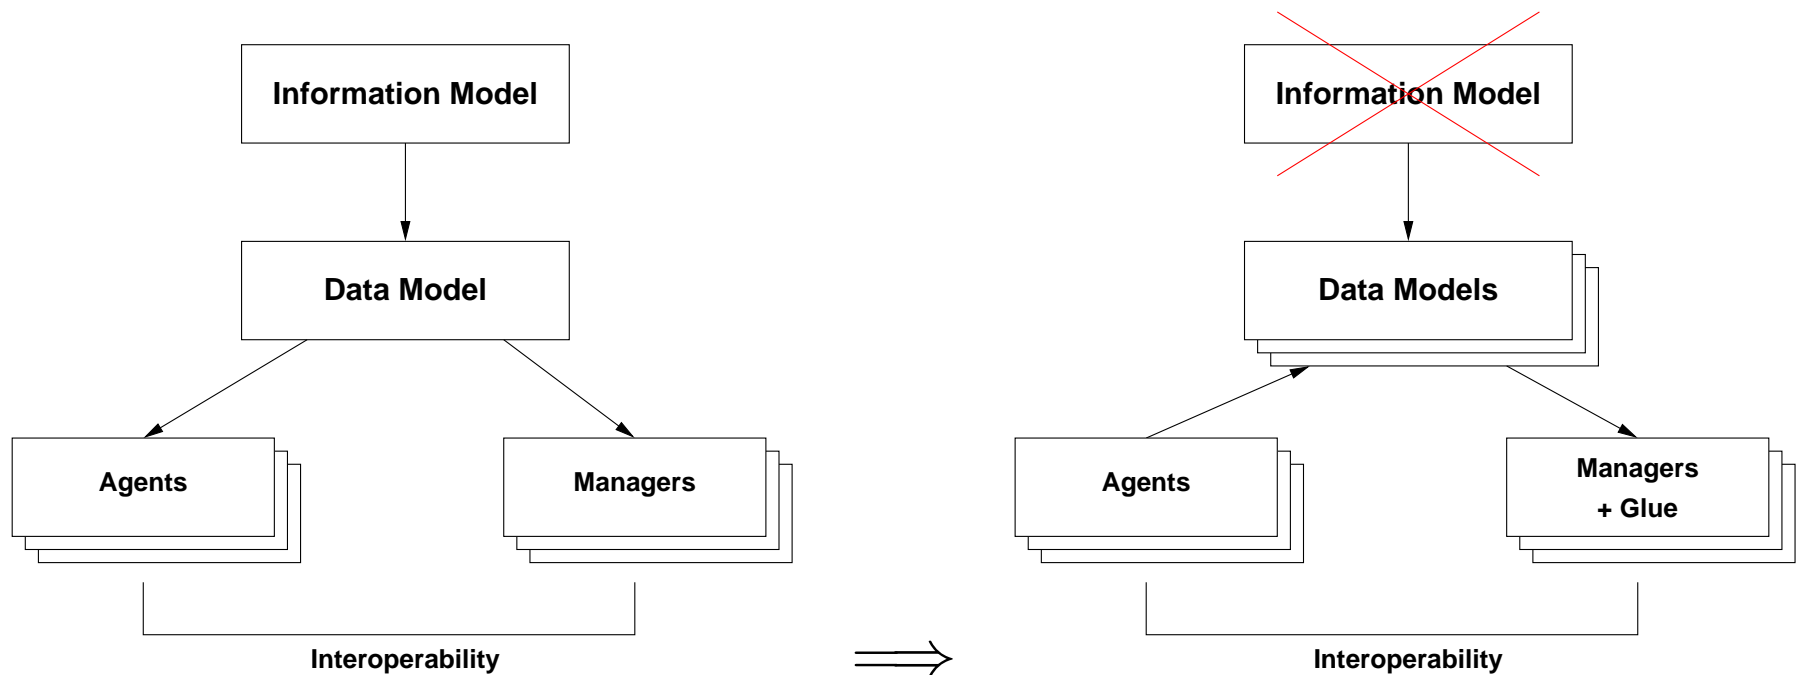 Information Model
Data Model
Agents
Managers
Interoperability
Information Model
Data Models
Agents
Managers
+ Glue
Interoperability